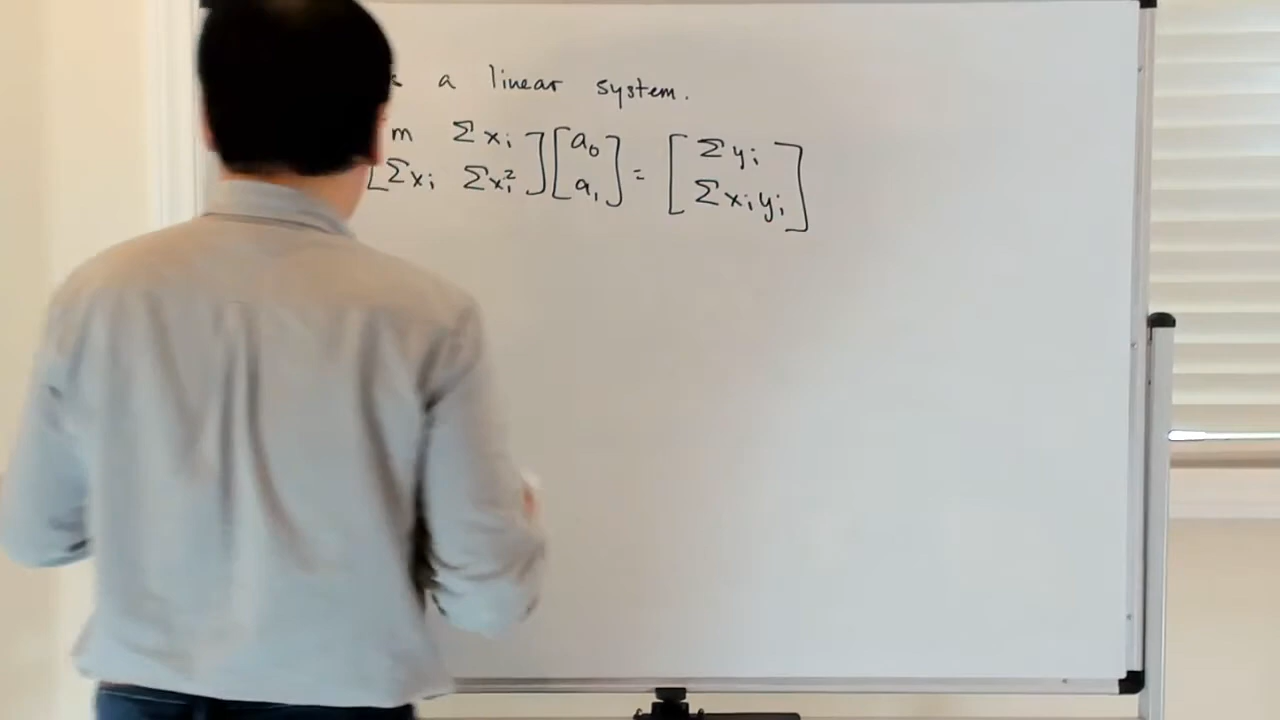 a linear system.
m Σxᵢ ] [ a₀ ] = [ Σyᵢ ]
[ Σxᵢ Σxᵢ² ] [ a₁ ] = [ Σxᵢyᵢ ]